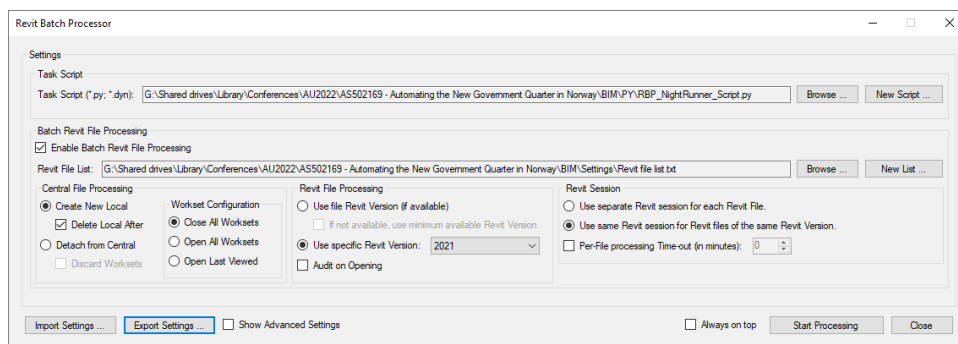 Revit Batch Processor
Settings
Task Script
Task Script (*.py; *.dyn): G:\Shared drives\Library\Conferences\AU2022\AS502169 - Automating the New Government Quarter in Norway\BIM\PY\RBP_NightRunner_Script.py Browse ... New Script ...
Batch Revit File Processing
Enable Batch Revit File Processing
Revit File List: G:\Shared drives\Library\Conferences\AU2022\AS502169 - Automating the New Government Quarter in Norway\BIM\Settings\Revit file list.txt Browse ... New List ...
Central File Processing
Create New Local
Delete Local After
Detach from Central
Discard Worksets
Workset Configuration
Close All Worksets
Open All Worksets
Open Last Viewed
Revit File Processing
Use file Revit Version (if available)
If not available, use minimum available Revit Version.
Use specific Revit Version: 2021
Audit on Opening
Revit Session
Use separate Revit session for each Revit File.
Use same Revit session for Revit files of the same Revit Version.
Per-File processing Time-out (in minutes): 0
Import Settings ... Export Settings ... Show Advanced Settings Always on top Start Processing Close